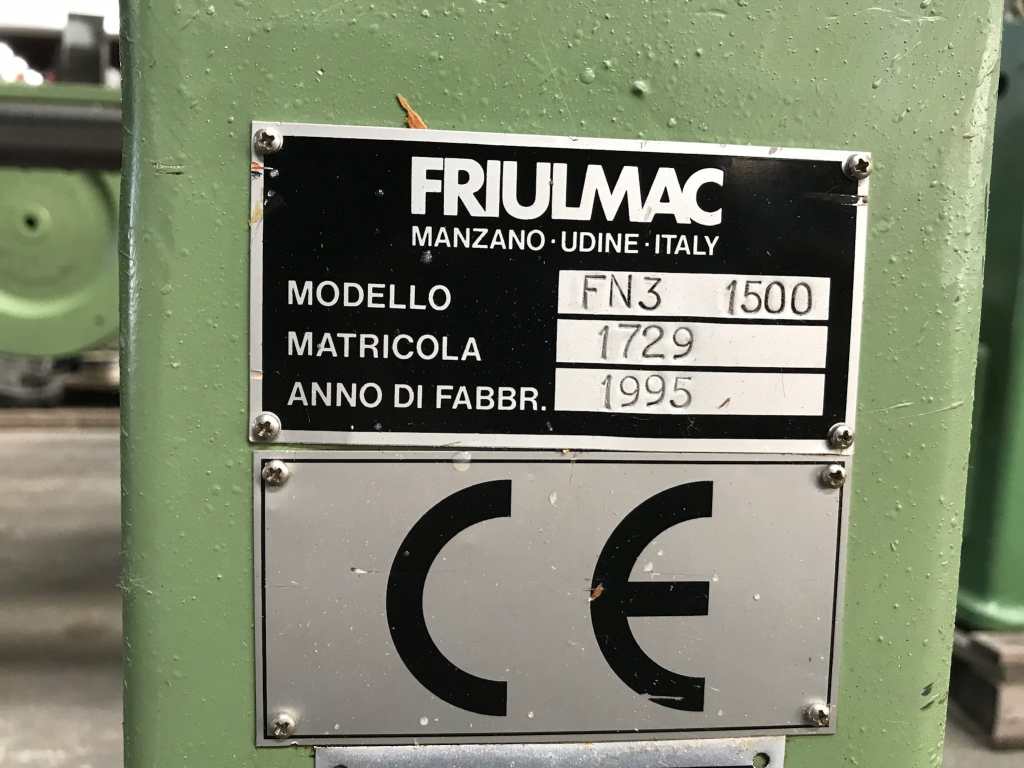 FRIULMAC
MANZANO · UDINE · ITALY
MODELLO FN3 1500
MATRICOLA 1729
ANNO DI FABBR. 1995
CE